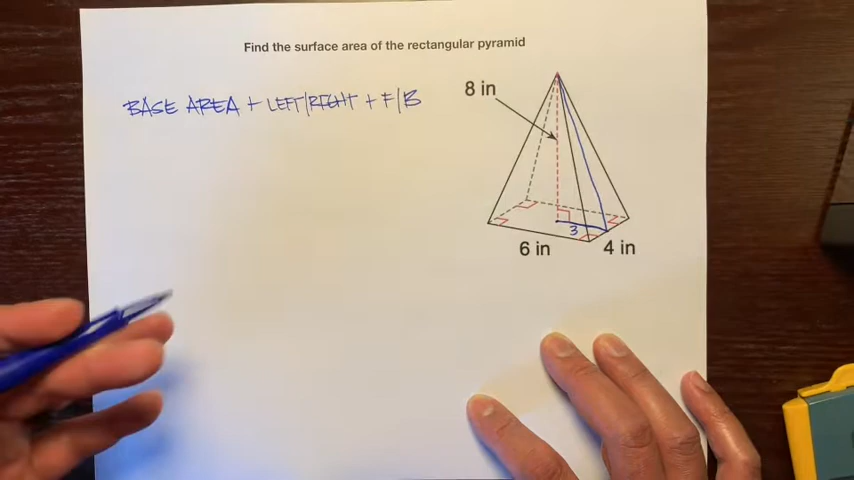 Find the surface area of the rectangular pyramid
BASE AREA + LEFT/RIGHT + F/B
8 in
3
6 in
4 in